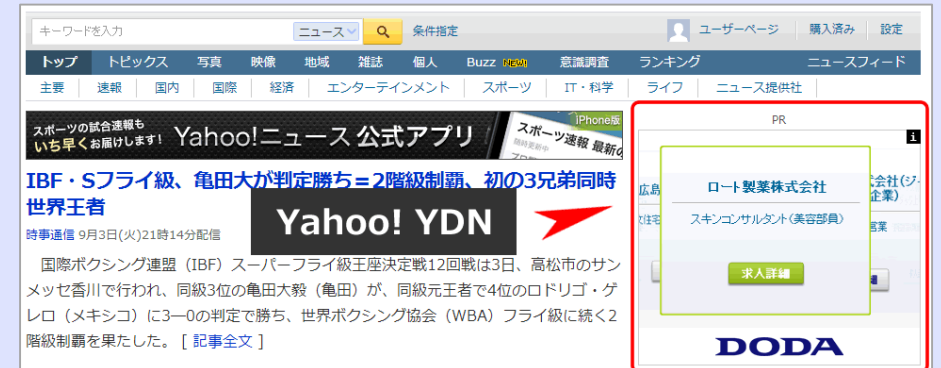 キーワードを入力
ニュース
条件指定
ユーザーページ
購入済み
設定
トップ トピックス 写真 映像 地域 雑誌 個人 Buzz NEW! 意識調査 ランキング ニュースフィード
主要 速報 国内 国際 経済 エンターテインメント スポーツ IT・科学 ライフ ニュース提供社
スポーツの試合速報も
いち早くお届けします!
Yahoo!ニュース 公式アプリ
iPhone版
スポーツ速報 最新の
IBF・Sフライ級、亀田大が判定勝ち=2階級制覇、初の3兄弟同時
世界王者
時事通信 9月3日(火)21時14分配信
Yahoo! YDN
国際ボクシング連盟(IBF)スーパーフライ級王座決定戦12回戦は3日、高松市のサン
メッセ香川で行われ、同級3位の亀田大毅(亀田)が、同級元王者で4位のロドリゴ・ゲ
レロ(メキシコ)に3―0の判定で勝ち、世界ボクシング協会(WBA)フライ級に続く2
階級制覇を果たした。 [ 記事全文 ]
PR
i
広島
式会社(ジ-
企業)
営業
ロート製薬株式会社
スキンコンサルタント(美容部員)
求人詳細
DODA